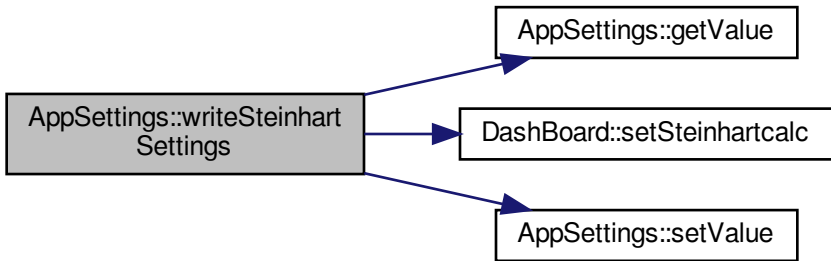 AppSettings::writeSteinhart
Settings
AppSettings::getValue
DashBoard::setSteinhartcalc
AppSettings::setValue